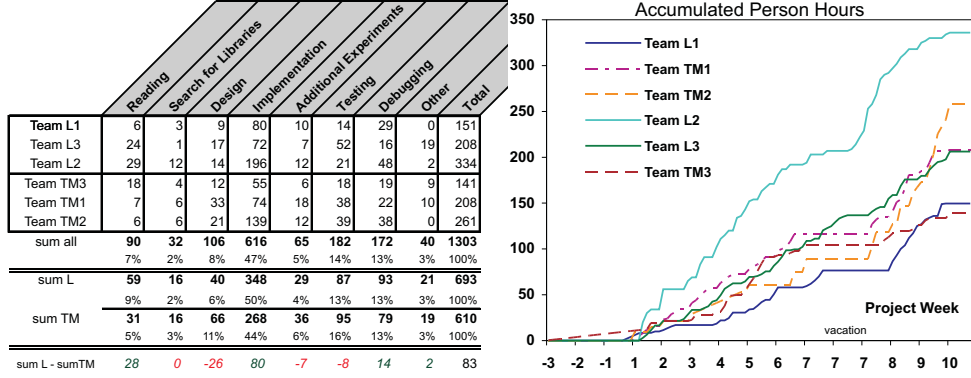 Reading Search for Libraries Design Implementation Additional Experiments Testing Debugging Other Total
Team L1 6 3 9 80 10 14 29 0 151
Team L3 24 1 17 72 7 52 16 19 208
Team L2 29 12 14 196 12 21 48 2 334
Team TM3 18 4 12 55 6 18 19 9 141
Team TM1 7 6 33 74 18 38 22 10 208
Team TM2 6 6 21 139 12 39 38 0 261
sum all 90 32 106 616 65 182 172 40 1303
7% 2% 8% 47% 5% 14% 13% 3% 100%
sum L 59 16 40 348 29 87 93 21 693
9% 2% 6% 50% 4% 13% 13% 3% 100%
sum TM 31 16 66 268 36 95 79 19 610
5% 3% 11% 44% 6% 16% 13% 3% 100%
sum L - sumTM 28 0 -26 80 -7 -8 14 2 83
Accumulated Person Hours
350
300
250
200
150
100
50
0
Team L1
Team TM1
Team TM2
Team L2
Team L3
Team TM3
Project Week
vacation
-3 -2 -1 1 2 3 4 5 6 7 7 8 9 10